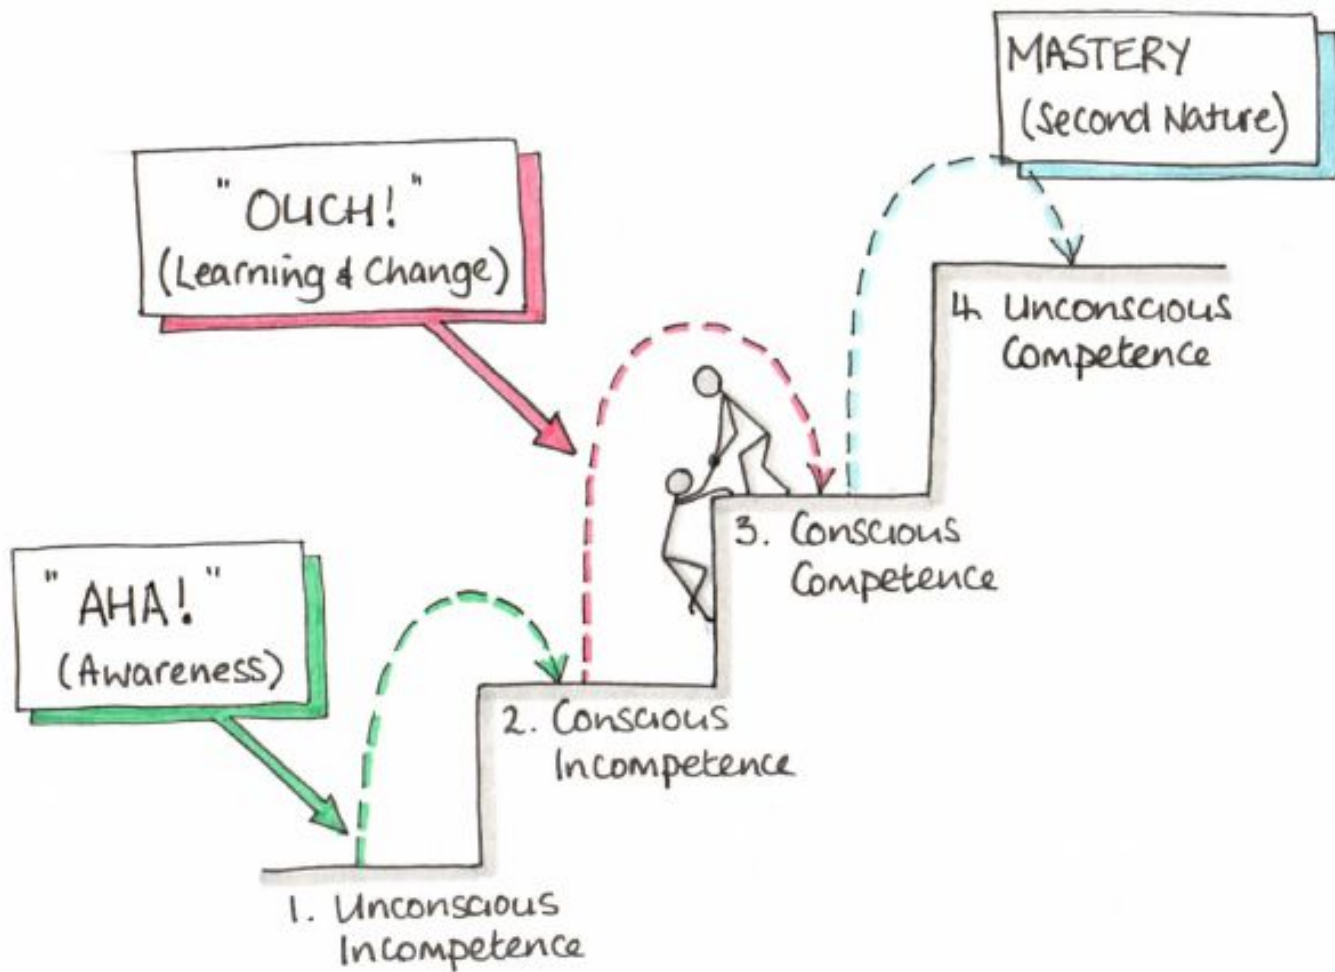 MASTERY
(Second Nature)
"OUCH!"
(Learning & Change)
4. Unconscious
Competence
3. Conscious
Competence
"AHA!"
(Awareness)
2. Conscious
Incompetence
1. Unconscious
Incompetence